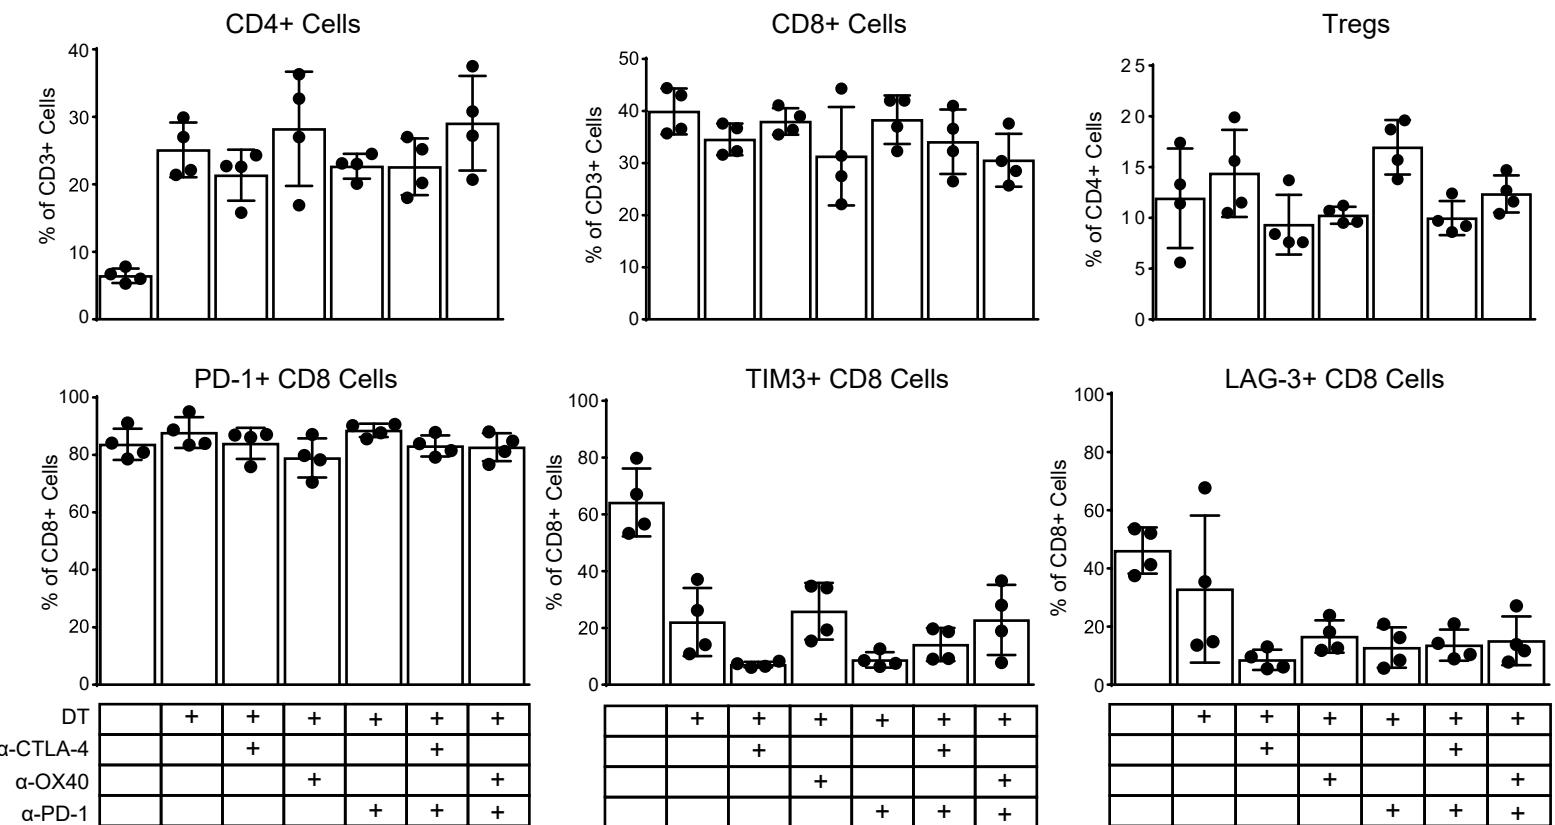 CD4+ Cells
% of CD3+ Cells
40
30
20
10
0
CD8+ Cells
% of CD3+ Cells
50
40
30
20
10
0
Tregs
% of CD4+ Cells
25
20
15
10
5
0
PD-1+ CD8 Cells
% of CD8+ Cells
100
80
60
40
20
0
TIM3+ CD8 Cells
% of CD8+ Cells
100
80
60
40
20
0
LAG-3+ CD8 Cells
% of CD8+ Cells
100
80
60
40
20
0
DT + + + + + + + + + + + + + + + + + +
α-CTLA-4 + + + + + +
α-OX40 + + + + + +
α-PD-1 + + + + + + + + +